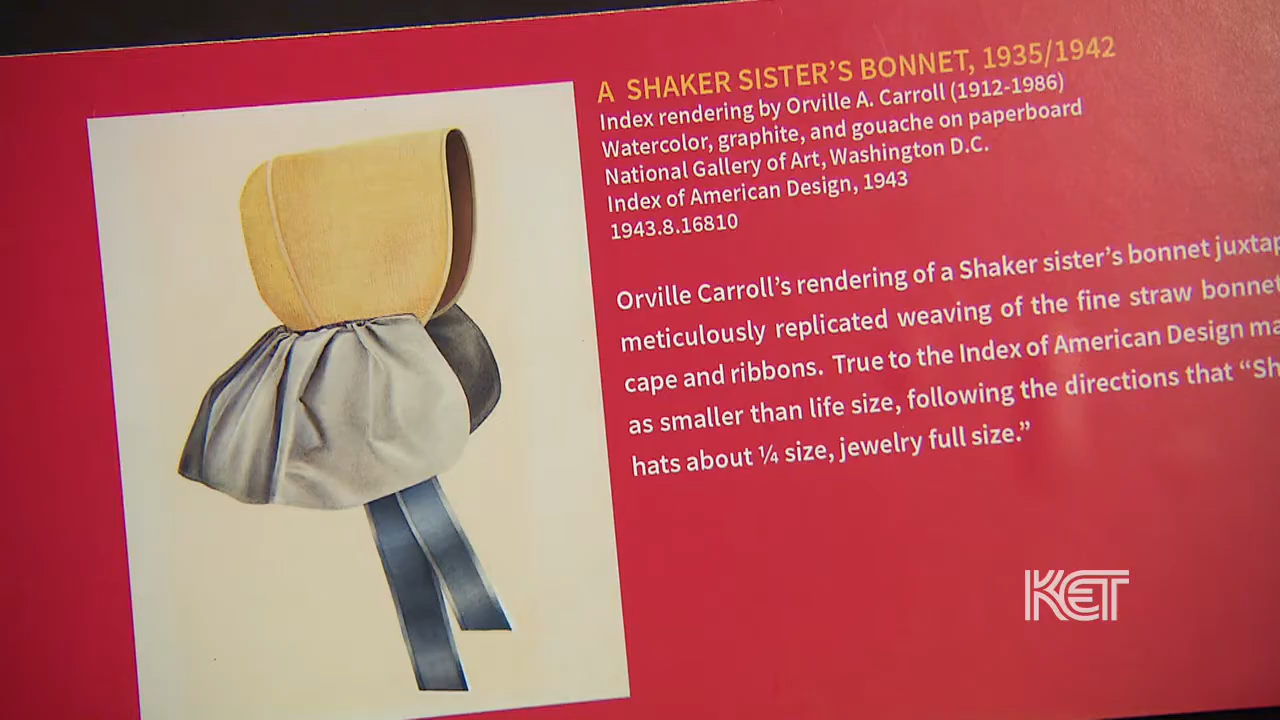 A SHAKER SISTER'S BONNET, 1935/1942
Index rendering by Orville A. Carroll (1912-1986)
Watercolor, graphite, and gouache on paperboard
National Gallery of Art, Washington D.C.
Index of American Design, 1943
1943.8.16810
Orville Carroll's rendering of a Shaker sister's bonnet juxtap
meticulously replicated weaving of the fine straw bonnet
cape and ribbons. True to the Index of American Design ma
as smaller than life size, following the directions that “Sh
hats about ¼ size, jewelry full size.”
KET